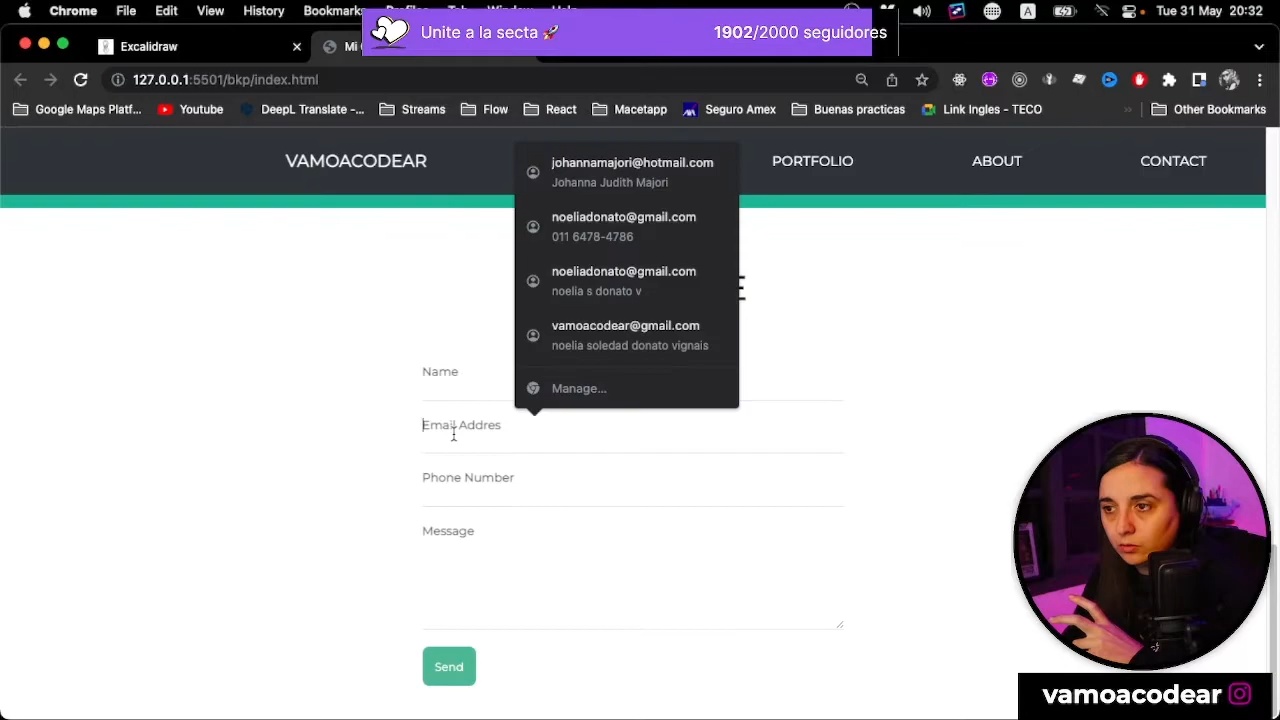 Chrome File Edit View History Bookmarks Profiles Tab Window Help
A
Tue 31 May 20:32
Unite a la secta 🚀 1902/2000 seguidores
Excalidraw
Mi
127.0.0.1:5501/bkp/index.html
Google Maps Platf...
Youtube
DeepL Translate -...
Streams
Flow
React
Macetapp
Seguro Amex
Buenas practicas
Link Ingles - TECO
»
Other Bookmarks
VAMOACODEAR
PORTFOLIO
ABOUT
CONTACT
johannamajori@hotmail.com
Johanna Judith Majori
noeliadonato@gmail.com
011 6478-4786
noeliadonato@gmail.com
noelia s donato v
vamoacodear@gmail.com
noelia soledad donato vignais
Manage...
E
Name
Email Addres
Phone Number
Message
Send
vamoacodear